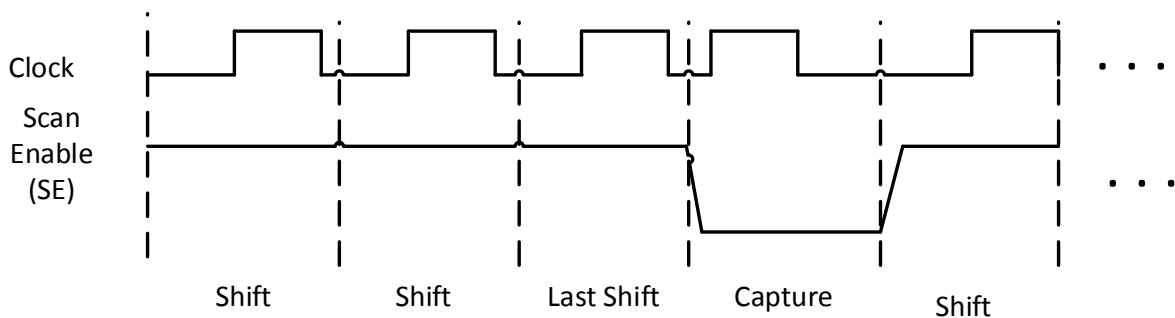 Clock
. . .
Scan
Enable
(SE)
. . .
Shift
Shift
Last Shift
Capture
Shift